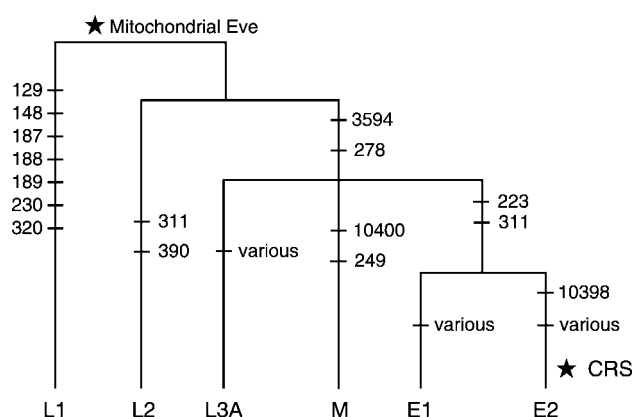 ★ Mitochondrial Eve
129
148
187
188
189
230
320
3594
278
311
390
various
10400
249
223
311
various
10398
various
★ CRS
L1 L2 L3A M E1 E2